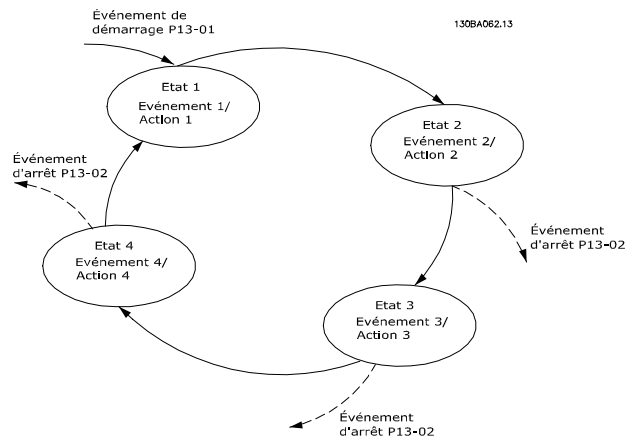 Événement de
démarrage P13-01
130BA062.13
Etat 1
Evénement 1/
Action 1
Etat 2
Evénement 2/
Action 2
Événement
d'arrêt P13-02
Événement
d'arrêt P13-02
Etat 4
Evénement 4/
Action 4
Etat 3
Evénement 3/
Action 3
Événement
d'arrêt P13-02